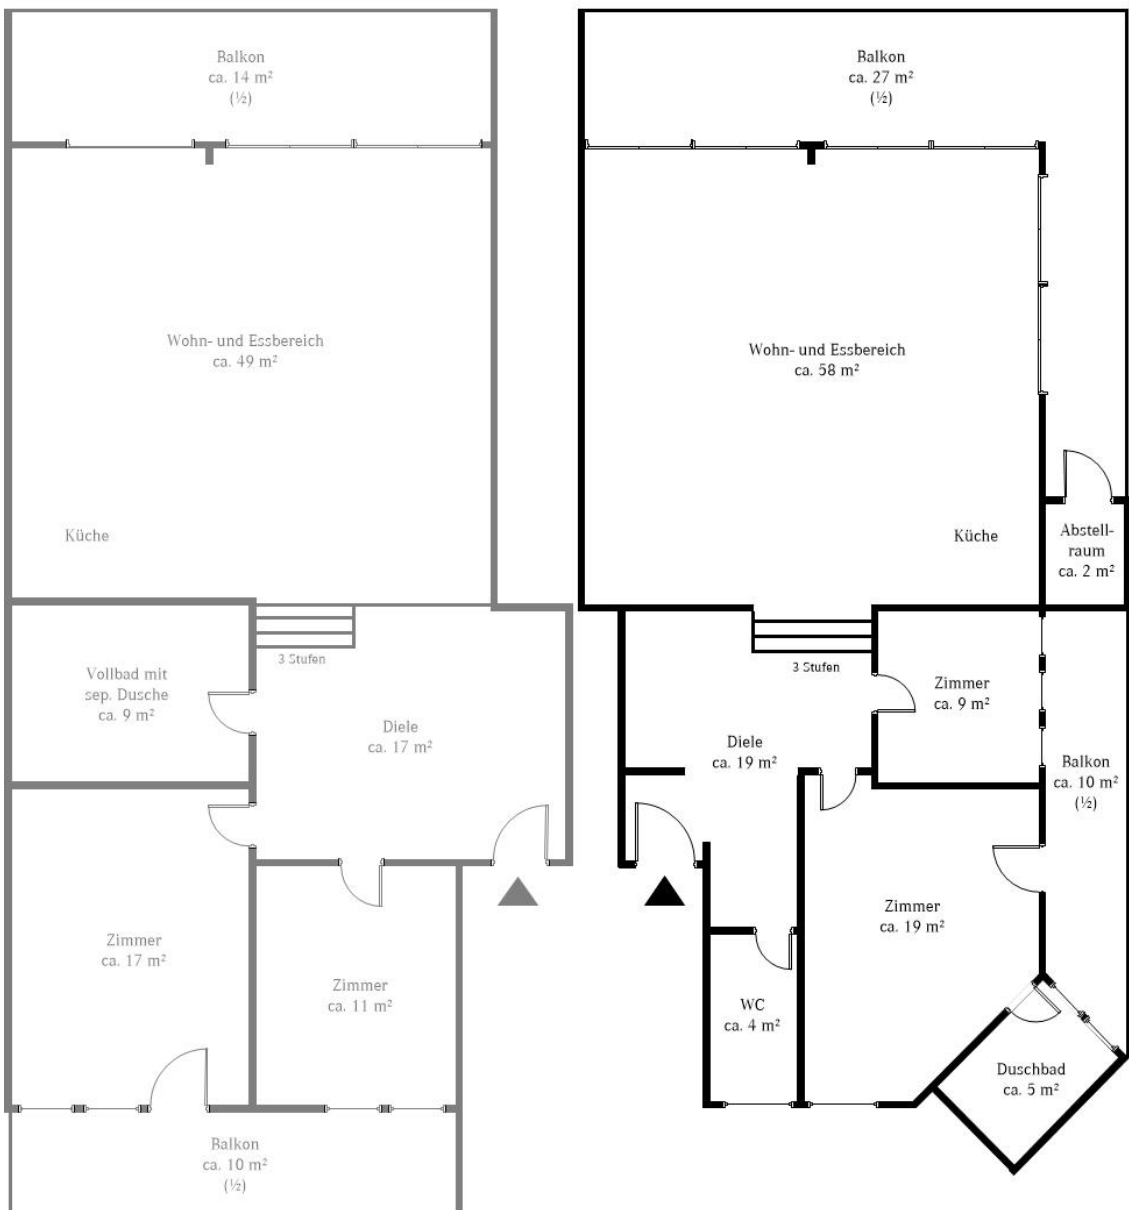 Balkon
ca. 14 m²
(½)
Wohn- und Essbereich
ca. 49 m²
Küche
3 Stufen
Vollbad mit
sep. Dusche
ca. 9 m²
Diele
ca. 17 m²
Zimmer
ca. 17 m²
Zimmer
ca. 11 m²
Balkon
ca. 10 m²
(½)
Balkon
ca. 27 m²
(½)
Wohn- und Essbereich
ca. 58 m²
Küche
Abstell-
raum
ca. 2 m²
3 Stufen
Zimmer
ca. 9 m²
Diele
ca. 19 m²
Balkon
ca. 10 m²
(½)
Zimmer
ca. 19 m²
WC
ca. 4 m²
Duschbad
ca. 5 m²